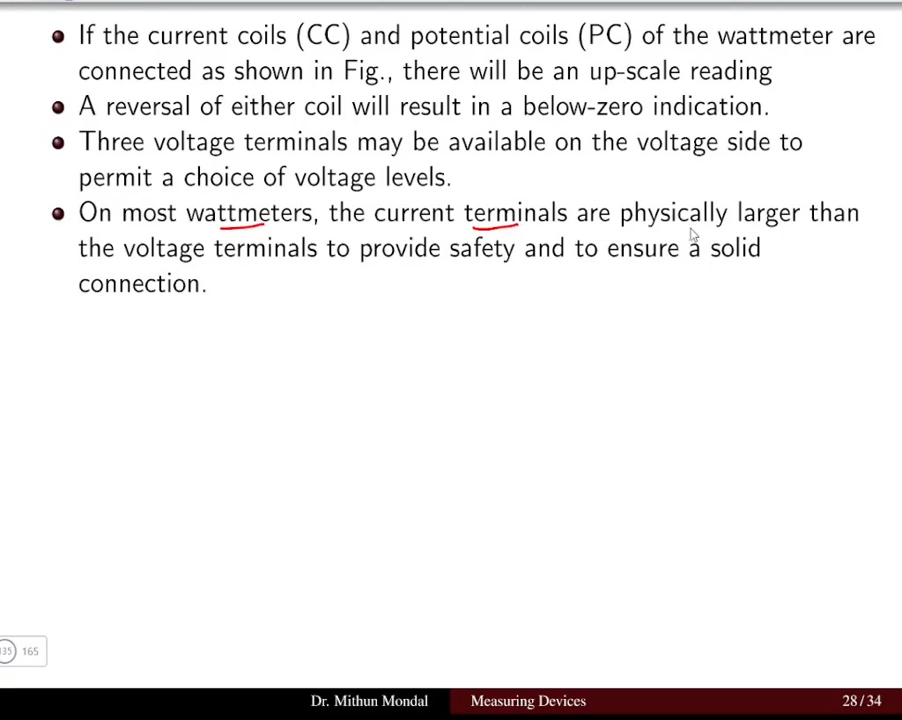 If the current coils (CC) and potential coils (PC) of the wattmeter are
connected as shown in Fig., there will be an up-scale reading
A reversal of either coil will result in a below-zero indication.
Three voltage terminals may be available on the voltage side to
permit a choice of voltage levels.
On most wattmeters, the current terminals are physically larger than
the voltage terminals to provide safety and to ensure a solid
connection.
135 165
Dr. Mithun Mondal Measuring Devices 28/34